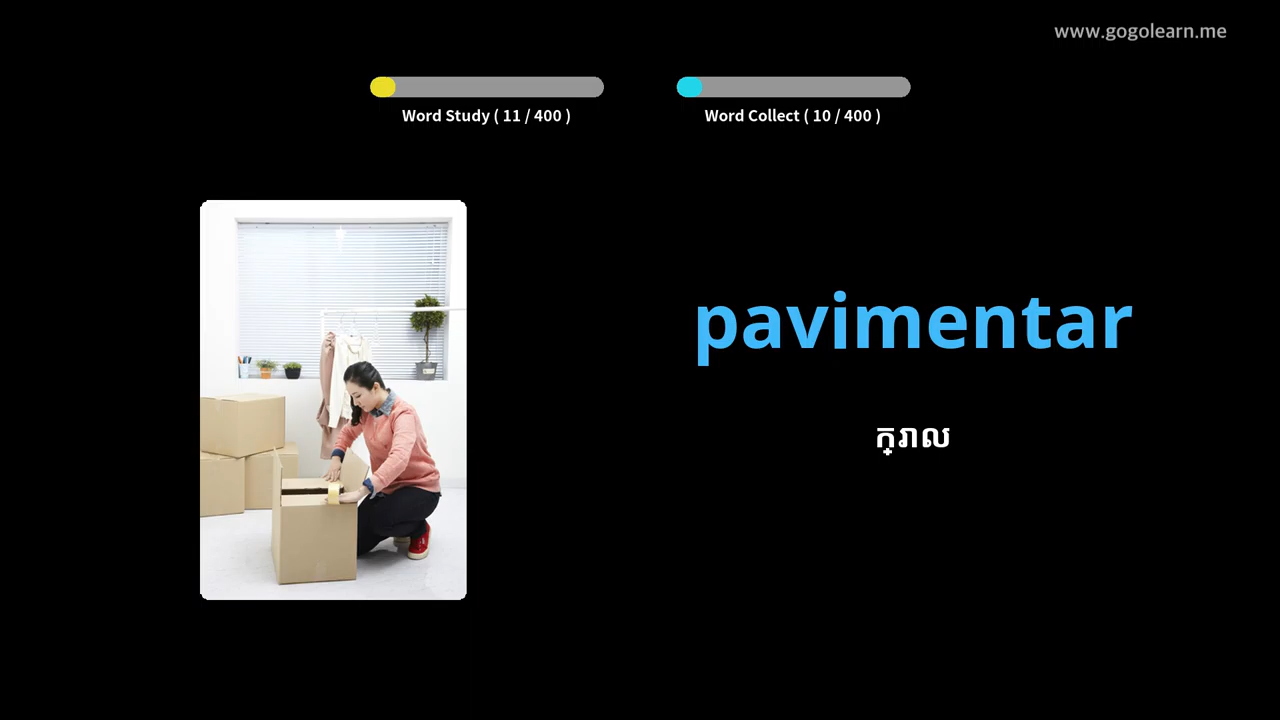 www.gogolearn.me
Word Study ( 11 / 400 )
Word Collect ( 10 / 400 )
pavimentar
ក្រាល